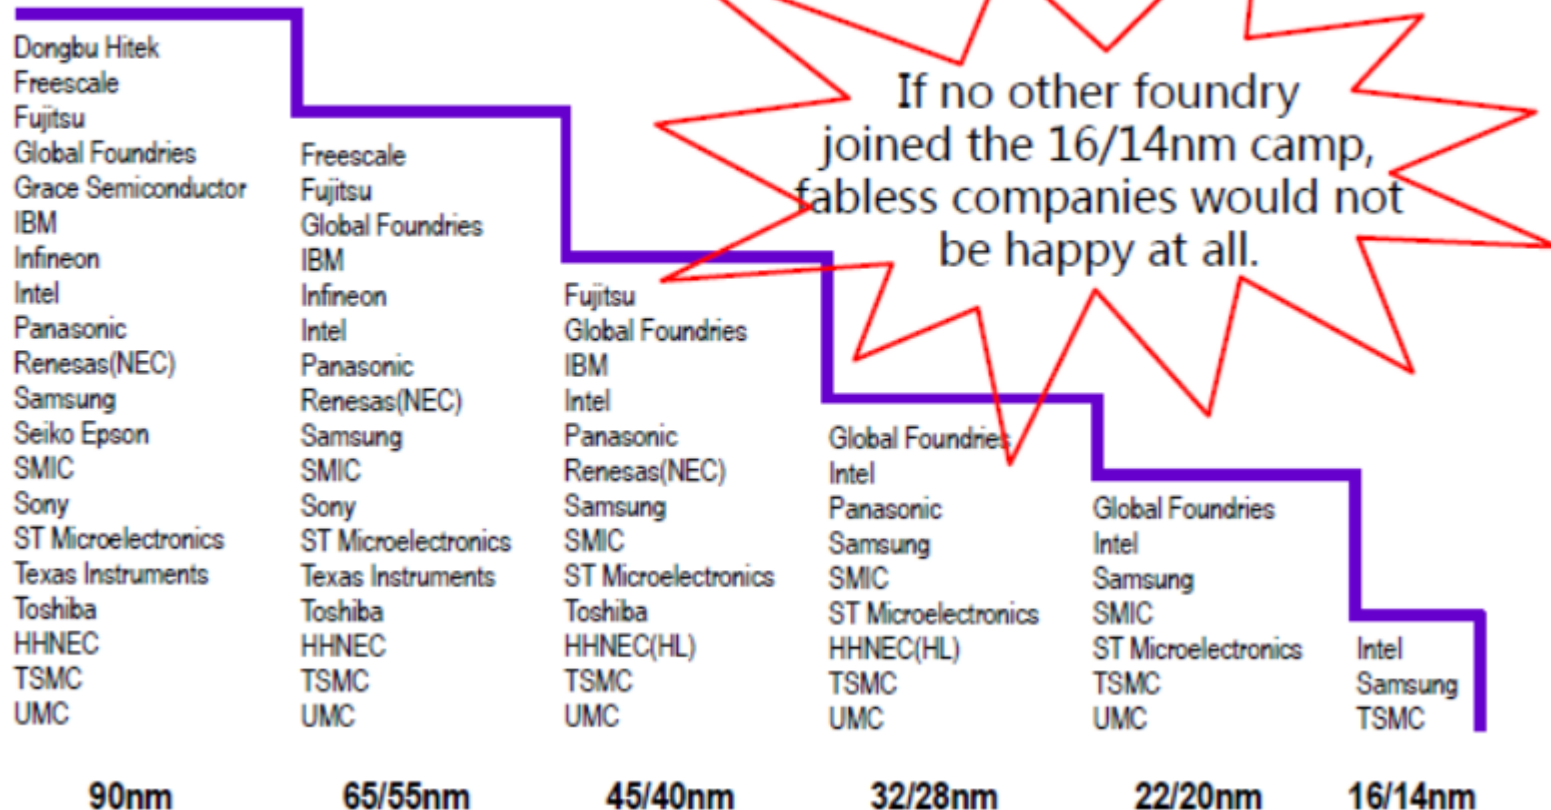 If no other foundry
joined the 16/14nm camp,
fabless companies would not
be happy at all.
Dongbu Hitek
Freescale
Fujitsu
Global Foundries
Grace Semiconductor
IBM
Infineon
Intel
Panasonic
Renesas(NEC)
Samsung
Seiko Epson
SMIC
Sony
ST Microelectronics
Texas Instruments
Toshiba
HHNEC
TSMC
UMC
90nm
Freescale
Fujitsu
Global Foundries
IBM
Infineon
Intel
Panasonic
Renesas(NEC)
Samsung
SMIC
Sony
ST Microelectronics
Texas Instruments
Toshiba
HHNEC
TSMC
UMC
65/55nm
Fujitsu
Global Foundries
IBM
Intel
Panasonic
Renesas(NEC)
Samsung
SMIC
ST Microelectronics
Toshiba
HHNEC(HL)
TSMC
UMC
45/40nm
Global Foundries
Intel
Panasonic
Samsung
SMIC
ST Microelectronics
HHNEC(HL)
TSMC
UMC
32/28nm
Global Foundries
Intel
Samsung
SMIC
ST Microelectronics
TSMC
UMC
22/20nm
Intel
Samsung
TSMC
16/14nm